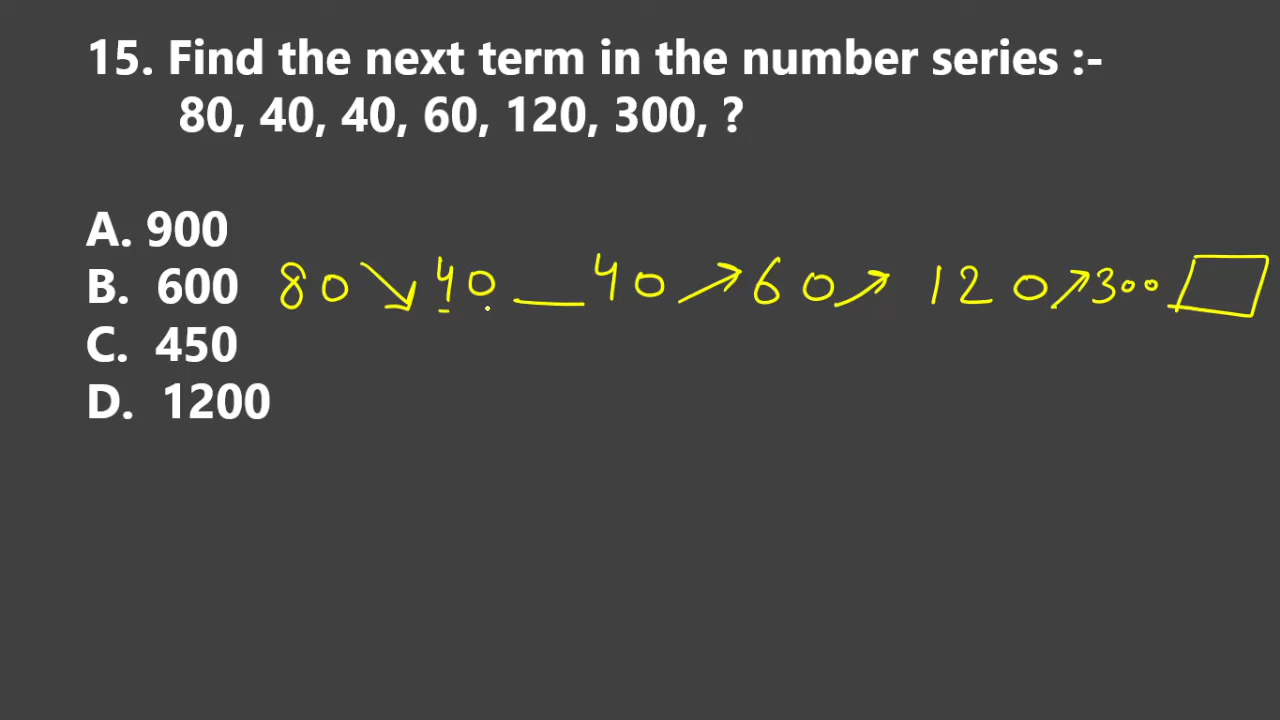 15. Find the next term in the number series :-
80, 40, 40, 60, 120, 300, ?
A. 900
B. 600
80 40 40 60 120 300
C. 450
D. 1200